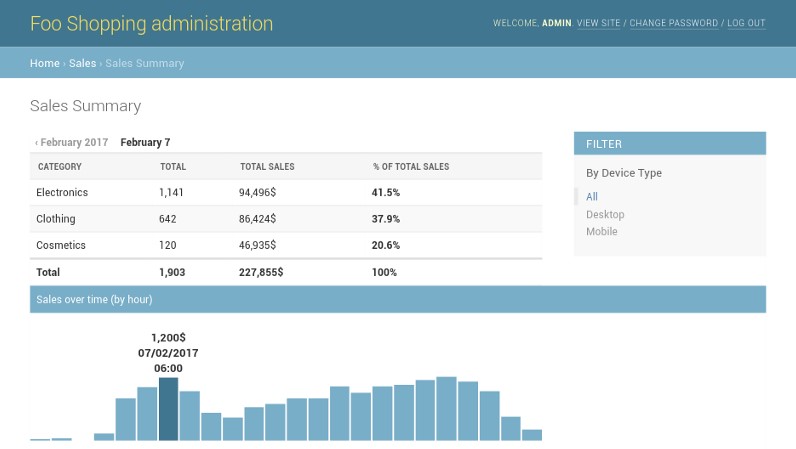 Foo Shopping administration
WELCOME, ADMIN. VIEW SITE / CHANGE PASSWORD / LOG OUT
Home › Sales › Sales Summary
Sales Summary
‹ February 2017 February 7
CATEGORY TOTAL TOTAL SALES % OF TOTAL SALES
Electronics 1,141 94,496$ 41.5%
Clothing 642 86,424$ 37.9%
Cosmetics 120 46,935$ 20.6%
Total 1,903 227,855$ 100%
FILTER
By Device Type
All
Desktop
Mobile
Sales over time (by hour)
1,200$
07/02/2017
06:00